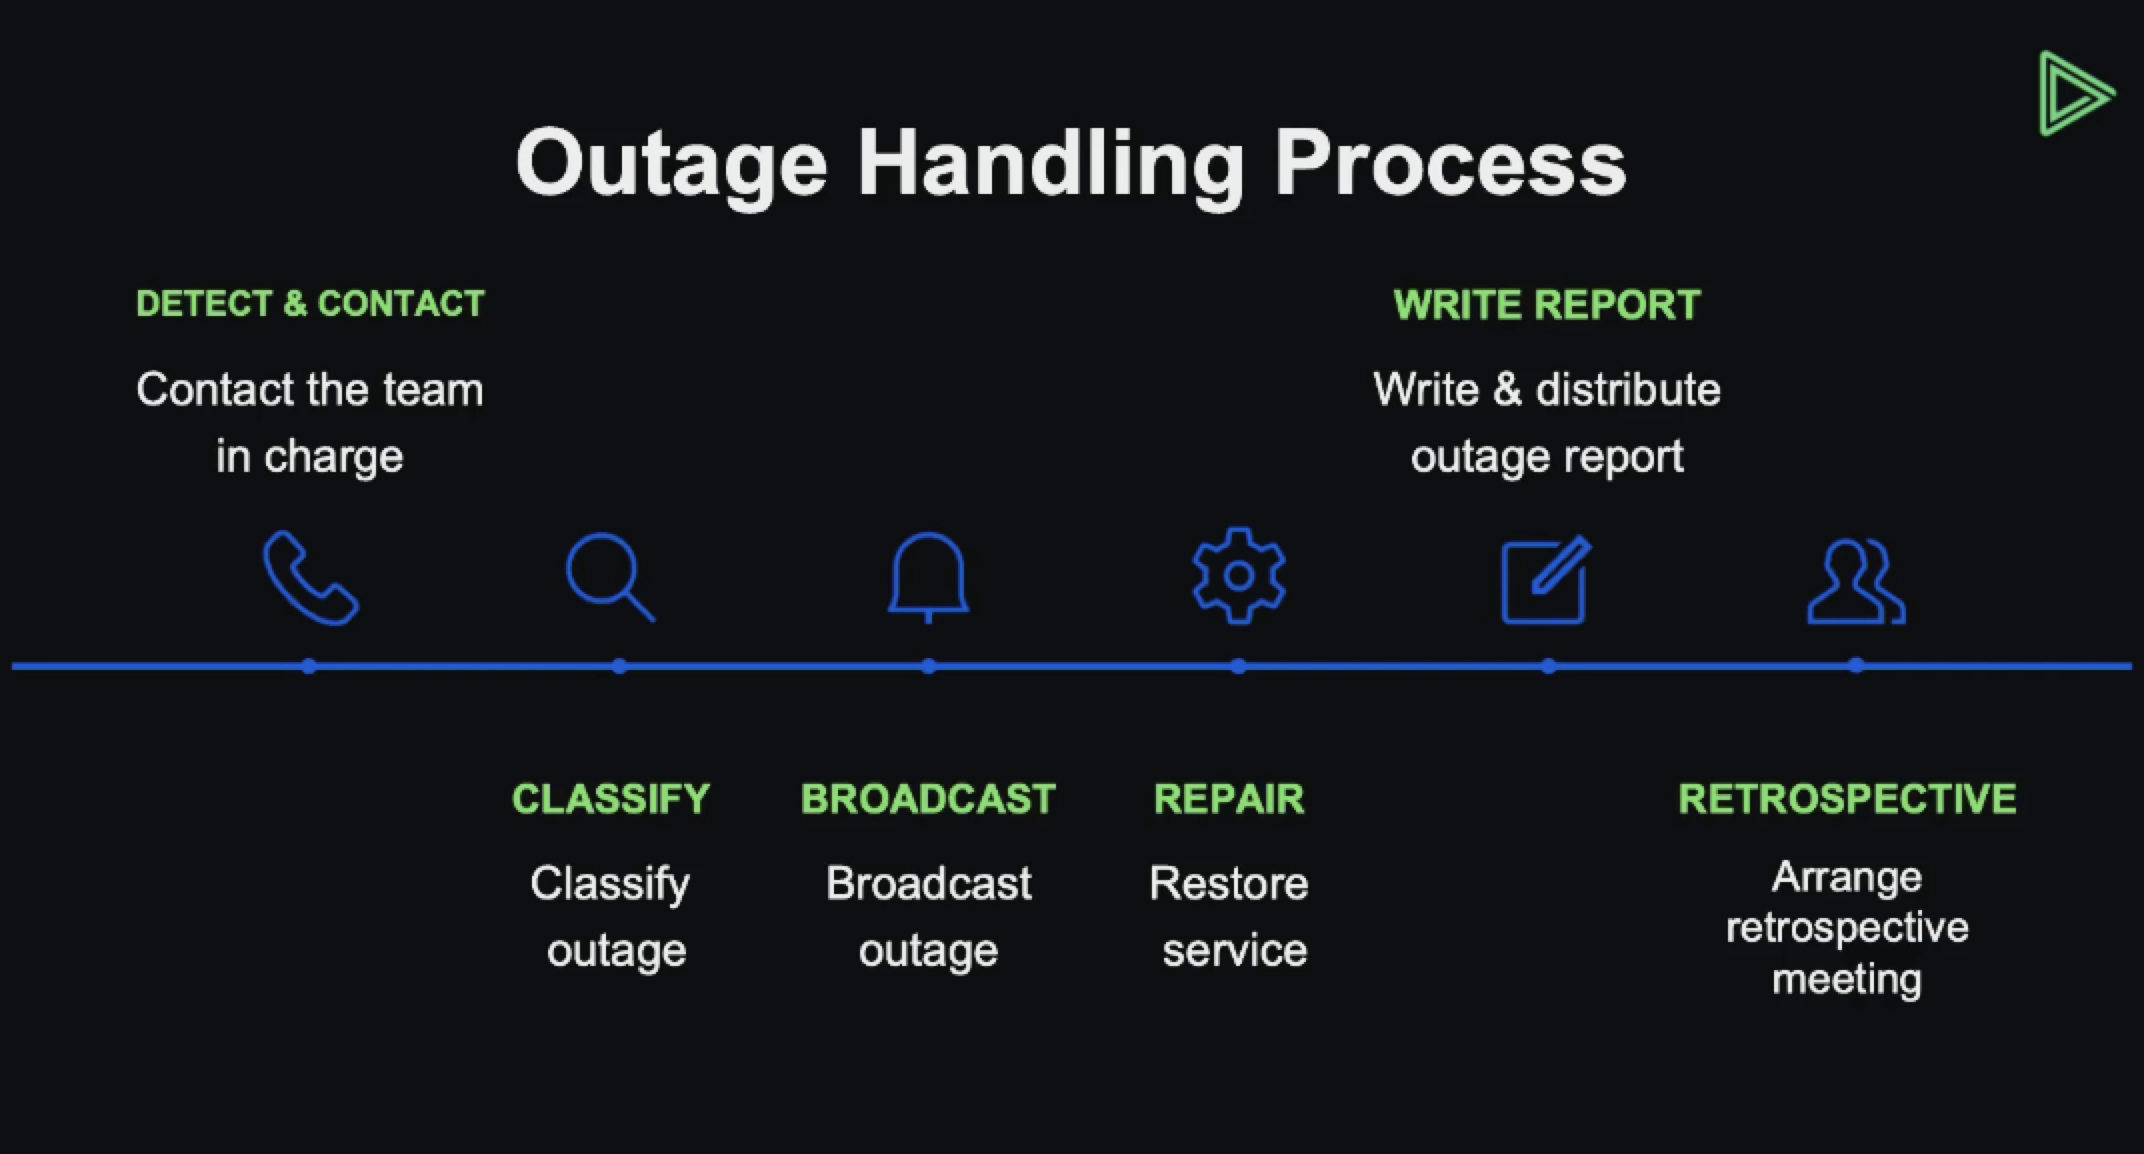 Outage Handling Process
DETECT & CONTACT
Contact the team
in charge
WRITE REPORT
Write & distribute
outage report
CLASSIFY
Classify
outage
BROADCAST
Broadcast
outage
REPAIR
Restore
service
RETROSPECTIVE
Arrange
retrospective
meeting